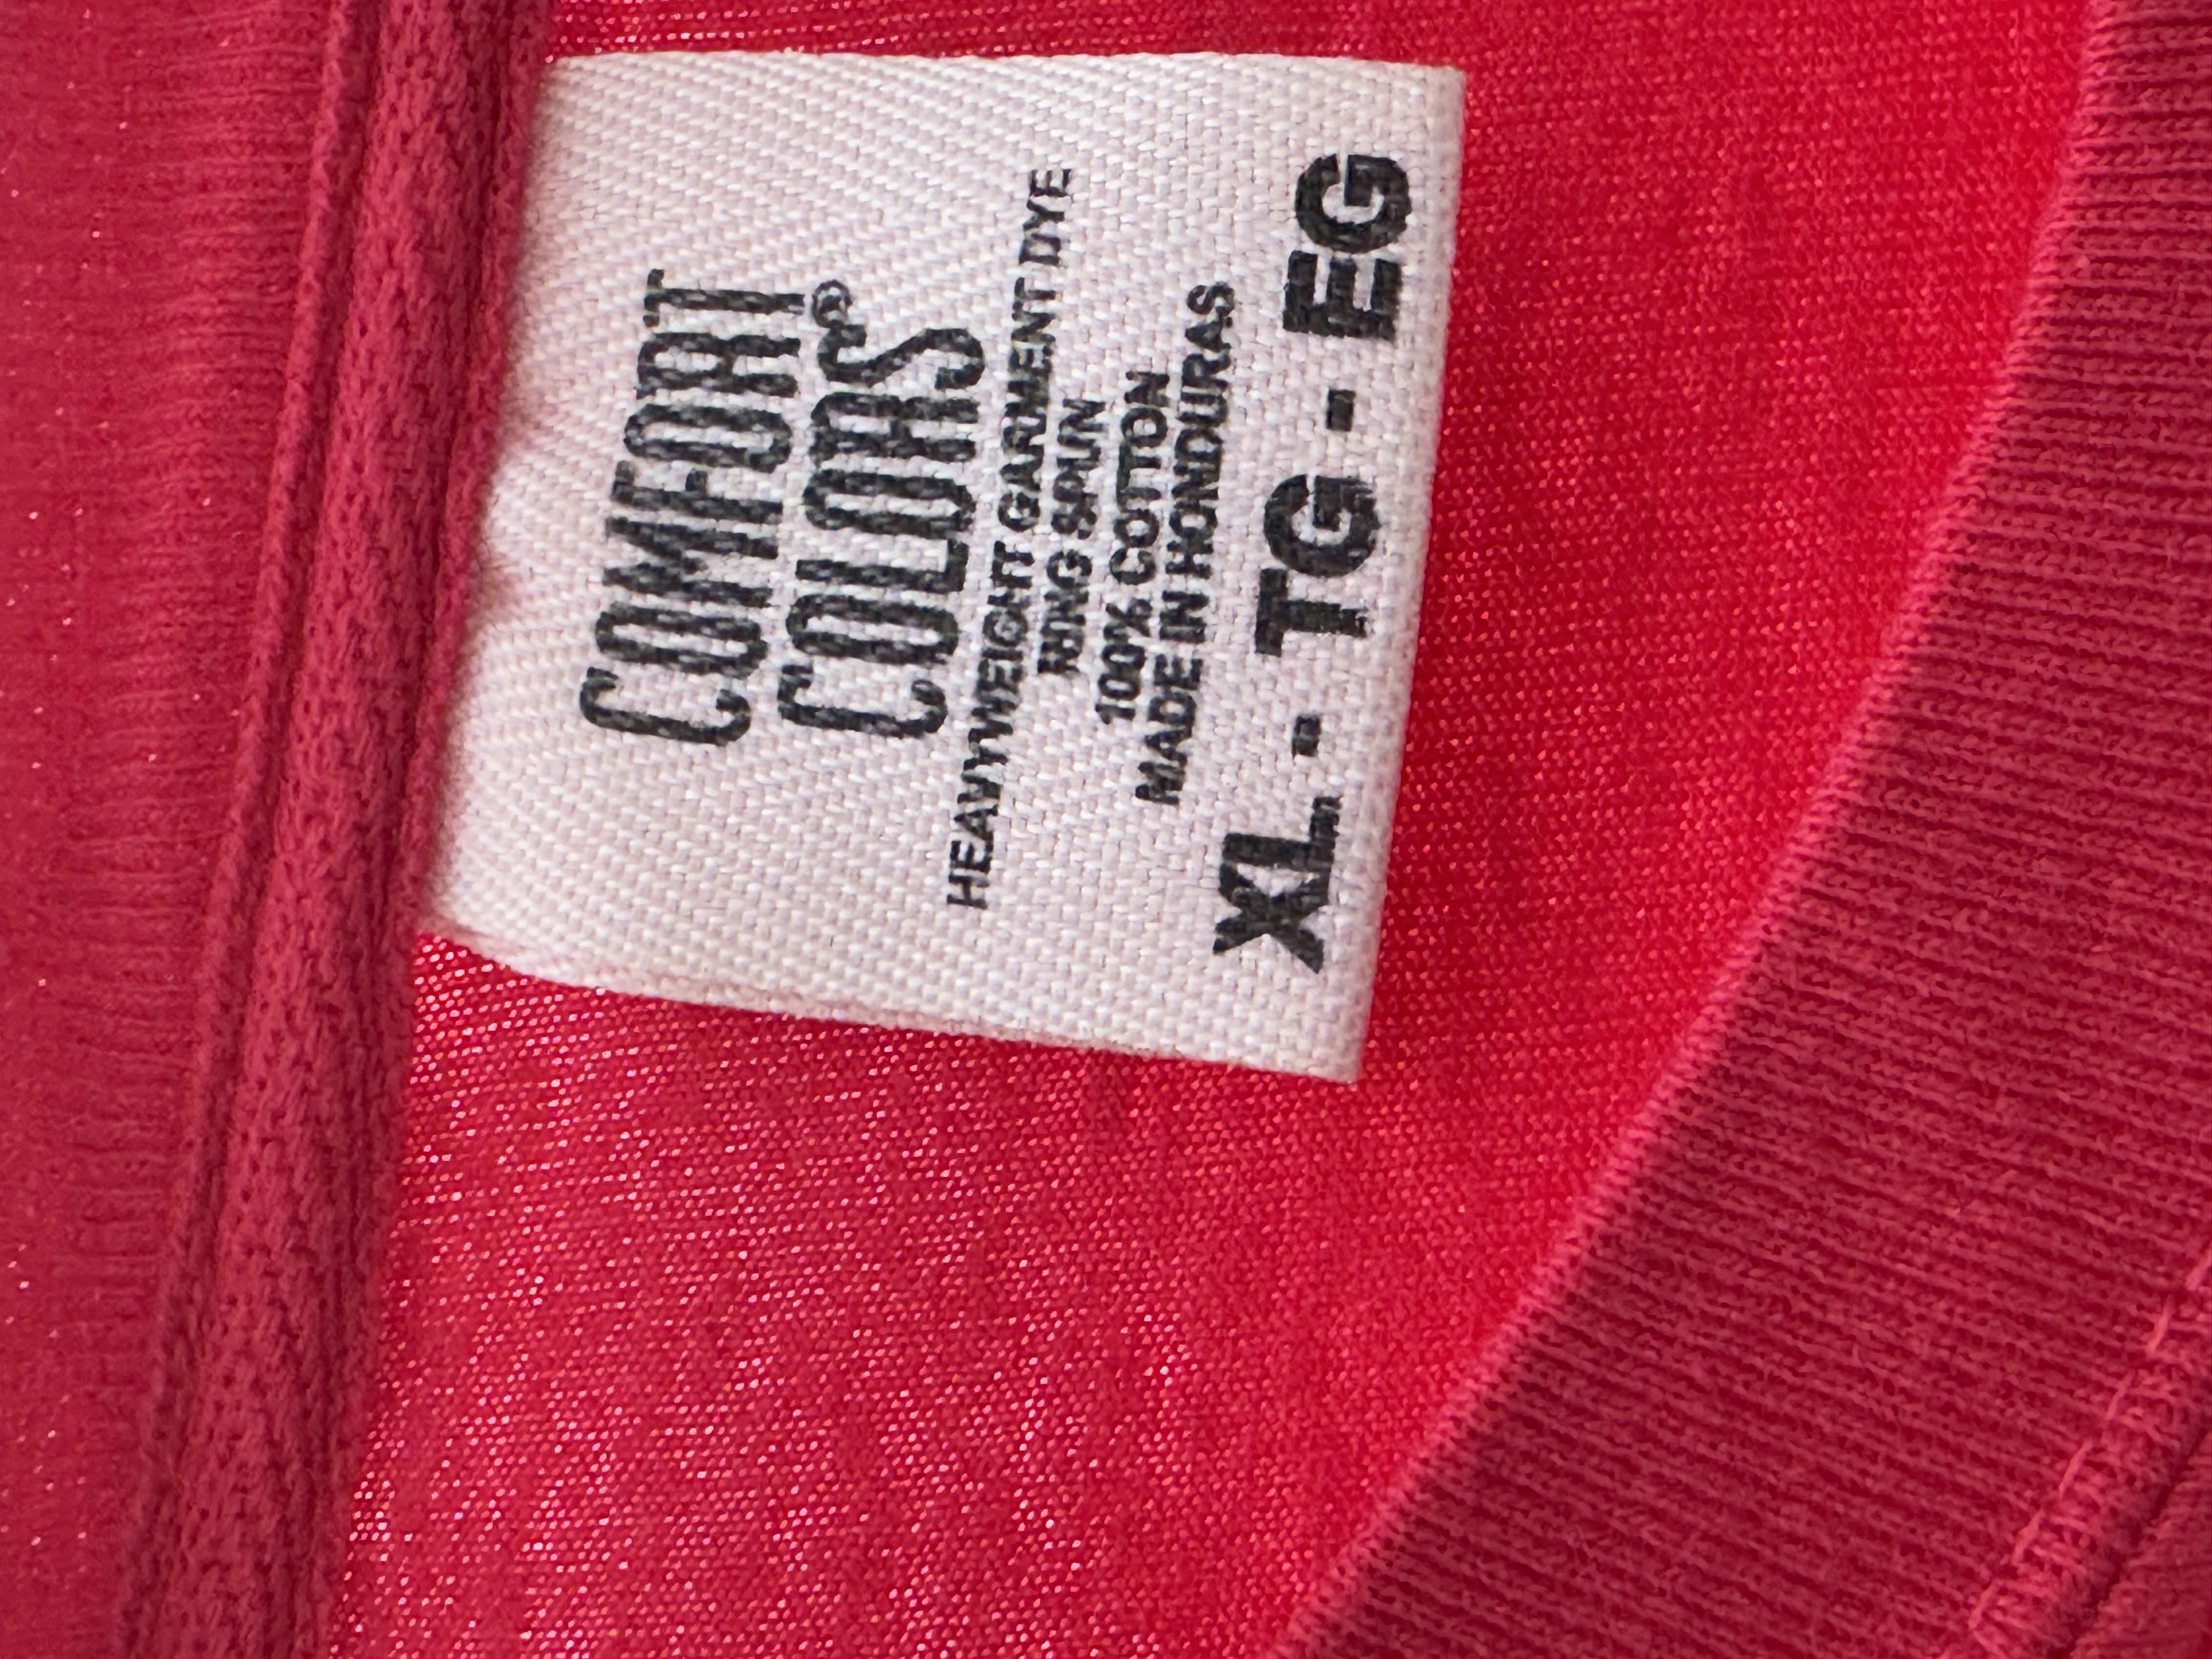 COMFORT
COLORS®
HEAVYWEIGHT GARMENT DYE
RING SPUN
100% COTTON
MADE IN HONDURAS
XL - TG - EG